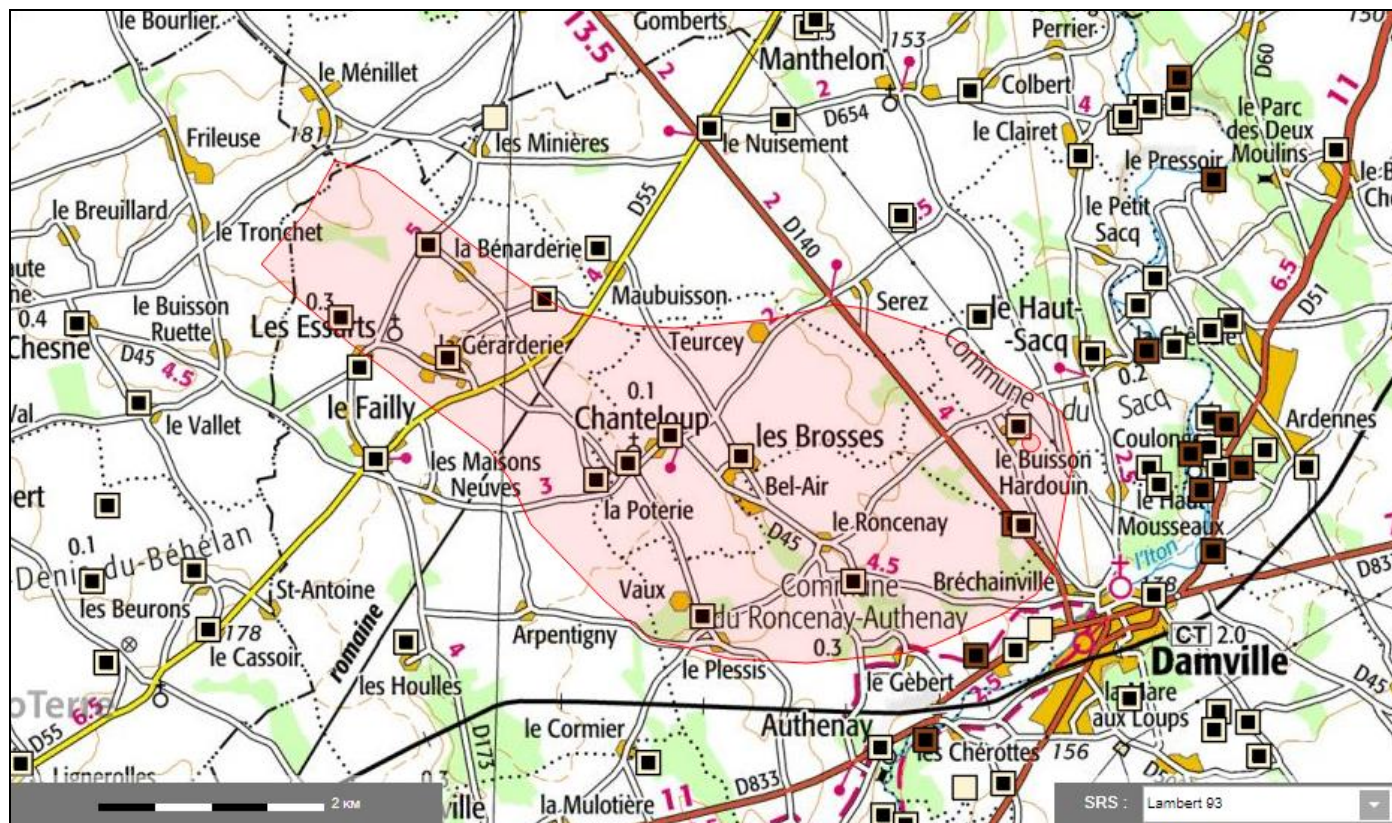 le Bourlier
Gomberts
13.5
2
Manthelon
153
Perrier
D60
150
11
le Ménillet
Colbert
4
le Parc
des Deux
Moulins
Frileuse
181
les Minières
2
D654
le Nuisement
le Clairet
le Pressoir
D55
2
le Breuillard
le Tronchet
5
la Bénarderie
4
5
le Petit
Sacq
D140
6.5
0.4
Chesne
le Buisson
Ruette
0.3
Les Essarts
Maubuisson
Serez
le Haut-
-Sacq
D51
D45
4.5
la Gérarderie
Teurcey
2
Commune
du
Sacq
0.2
Val
le Vallet
le Failly
0.1
Chanteloup
les Brosses
4
Ardennes
Coulonge
2.5
les Maisons
Neuves
3
Bel-Air
le Buisson
Hardouin
le Haut
Mousseaux
la Poterie
le Roncenay
l'Iton
0.1
D45
4.5
Bréchainville
138
les Beurons
St-Antoine
Vaux
Commune
du Roncenay-Authenay
178
le Cassoir
romaine
Arpentigny
0.3
CT 2.0
4
les Houlles
le Plessis
le Gébert
2.5
Damville
D45
D55
6.5
D173
le Cormier
Authenay
la Mare
aux Loups
les Chérottes
156
Lignerolles
0.3
D833
11
ville
la Mulotière
2 KM
SRS :
Lambert 93